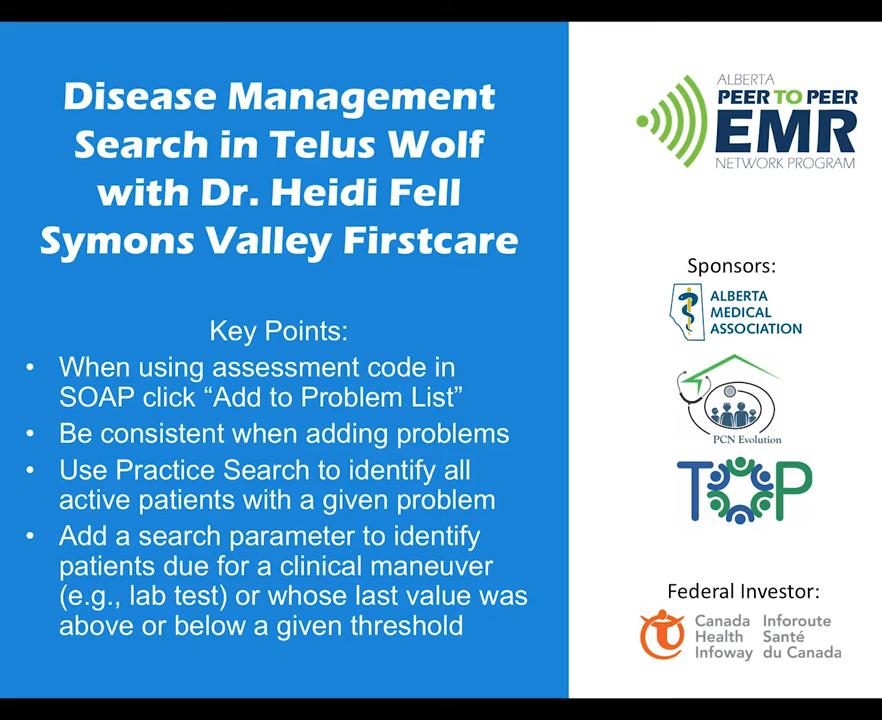 Disease Management
Search in Telus Wolf
with Dr. Heidi Fell
Symons Valley Firstcare
Key Points:
• When using assessment code in
SOAP click “Add to Problem List”
• Be consistent when adding problems
• Use Practice Search to identify all
active patients with a given problem
• Add a search parameter to identify
patients due for a clinical maneuver
(e.g., lab test) or whose last value was
above or below a given threshold
ALBERTA
PEER TO PEER
EMR
NETWORK PROGRAM
Sponsors:
ALBERTA
MEDICAL
ASSOCIATION
PCN Evolution
TOP
Federal Investor:
Canada Inforoute
Health Santé
Infoway du Canada